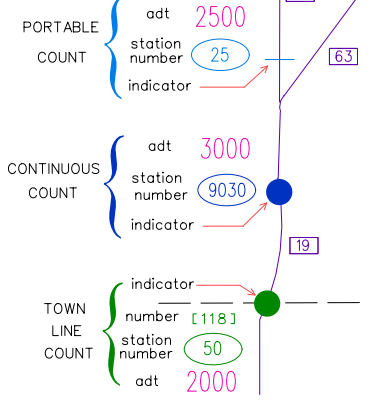 PORTABLE
COUNT
adt 2500
station number 25
indicator
63
CONTINUOUS
COUNT
adt 3000
station number 9030
indicator
19
TOWN
LINE
COUNT
indicator
number [118]
station number 50
adt 2000